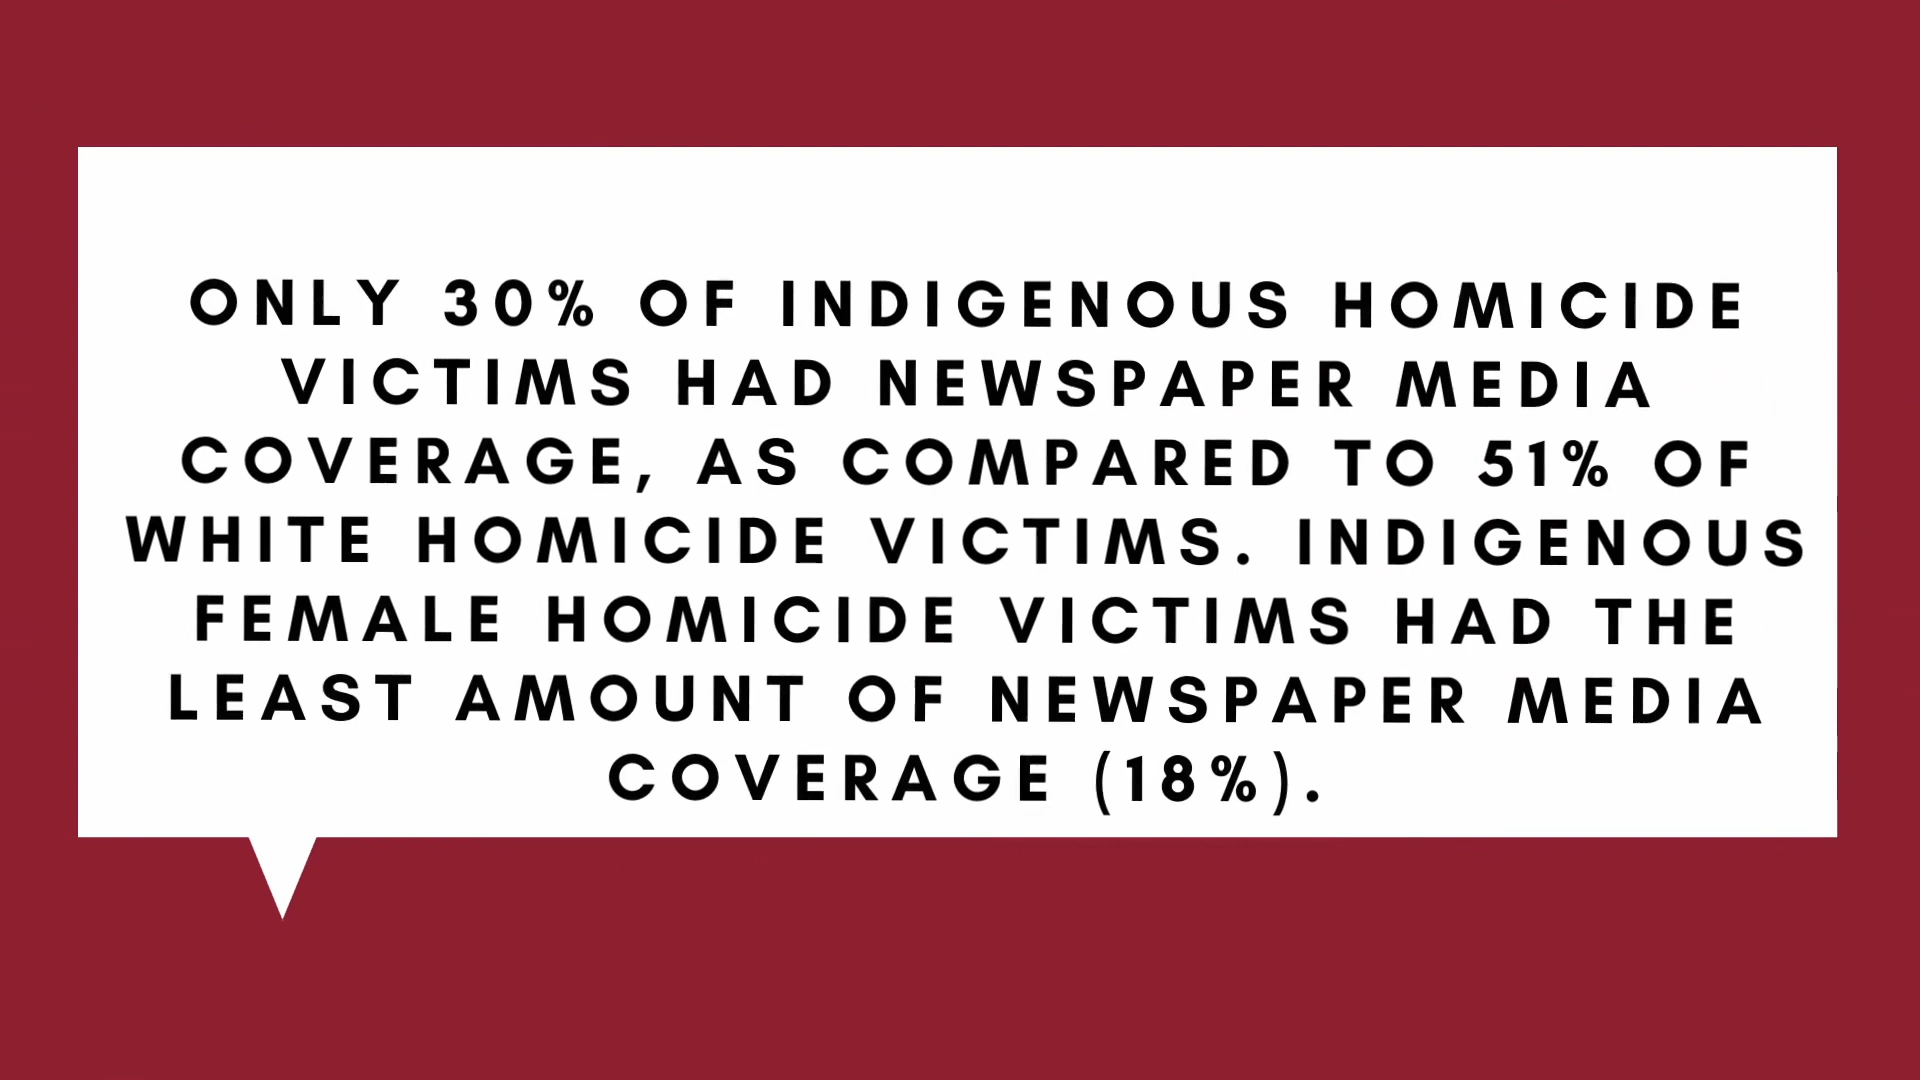 ONLY 30% OF INDIGENOUS HOMICIDE
VICTIMS HAD NEWSPAPER MEDIA
COVERAGE, AS COMPARED TO 51% OF
WHITE HOMICIDE VICTIMS. INDIGENOUS
FEMALE HOMICIDE VICTIMS HAD THE
LEAST AMOUNT OF NEWSPAPER MEDIA
COVERAGE (18%).